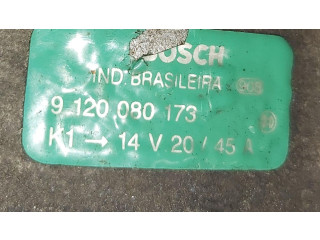 BOSCH
IND. BRASILEIRA
9 120 080 173
K1 → 14 V 20 / 45 A